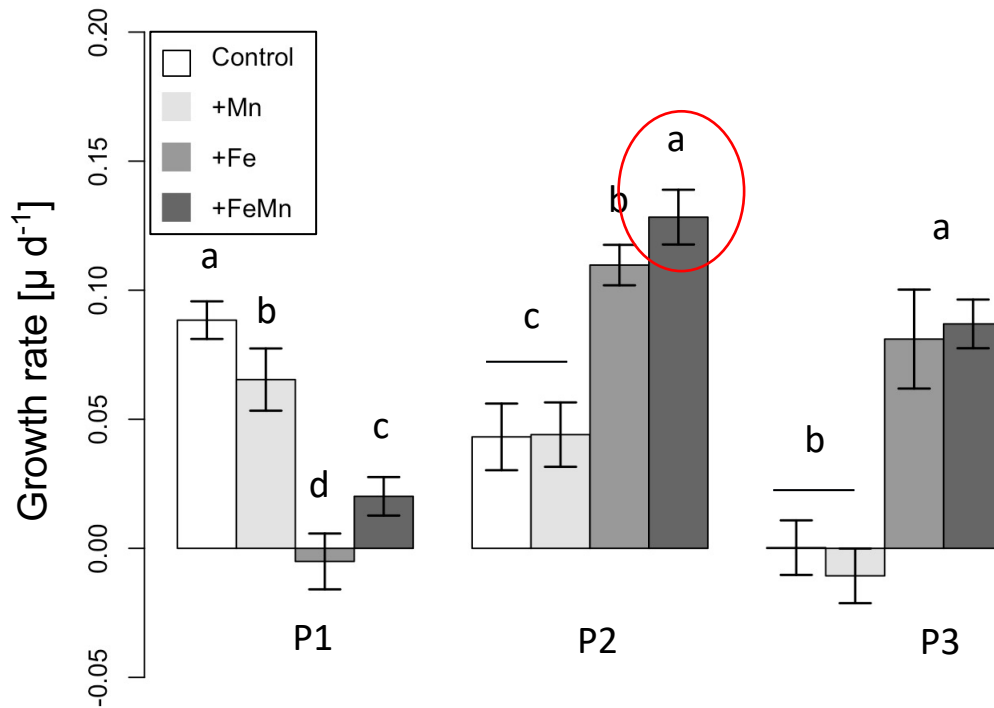 Growth rate [µ d-1]
0.20
0.15
0.10
0.05
0.00
-0.05
Control
+Mn
+Fe
+FeMn
a
b
d
c
c
b
a
b
a
P1
P2
P3